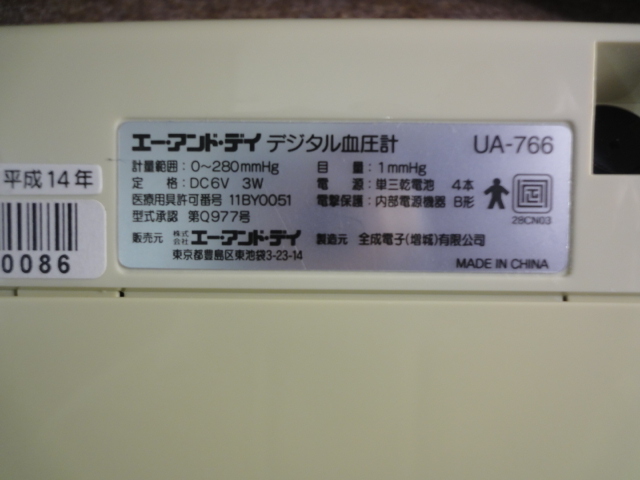 エー・アンド・デイ デジタル血圧計 UA-766
計量範囲：0～280mmHg 目量：1mmHg
定格：DC6V 3W 電源：単三乾電池 4本
医療用具許可番号 11BY0051 電撃保護：内部電源機器 B形
型式承認 第Q977号
28CN03
販売元 株式会社 エー・アンド・デイ 製造元 全成電子(増城)有限公司
東京都豊島区東池袋3-23-14
MADE IN CHINA
平成14年
0086